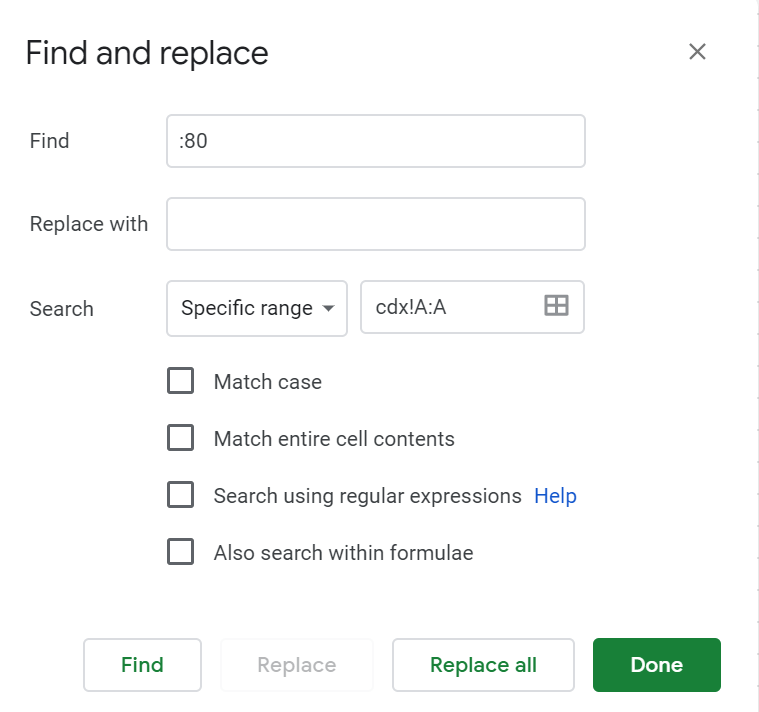 Find and replace
Find :80
Replace with
Search Specific range cdx!A:A
Match case
Match entire cell contents
Search using regular expressions Help
Also search within formulae
Find Replace Replace all Done